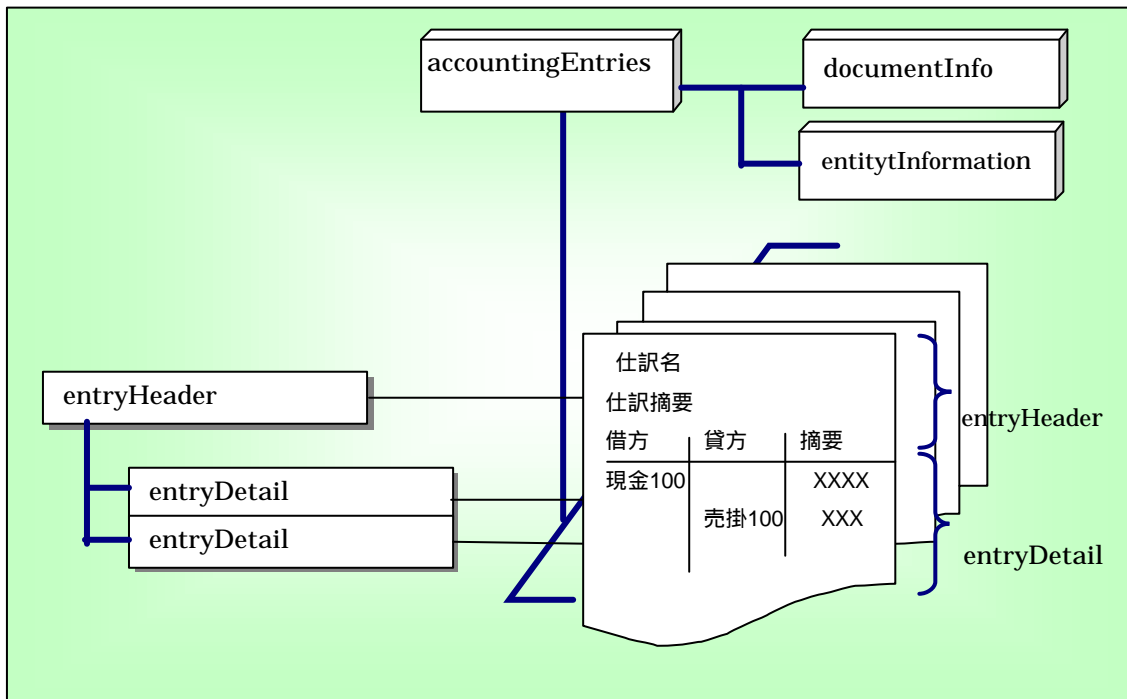 accountingEntries
documentInfo
entitytInformation
entryHeader
entryDetail
entryDetail
仕訳名
仕訳摘要
借方 貸方 摘要
現金100 XXXX
売掛100 XXX
entryHeader
entryDetail